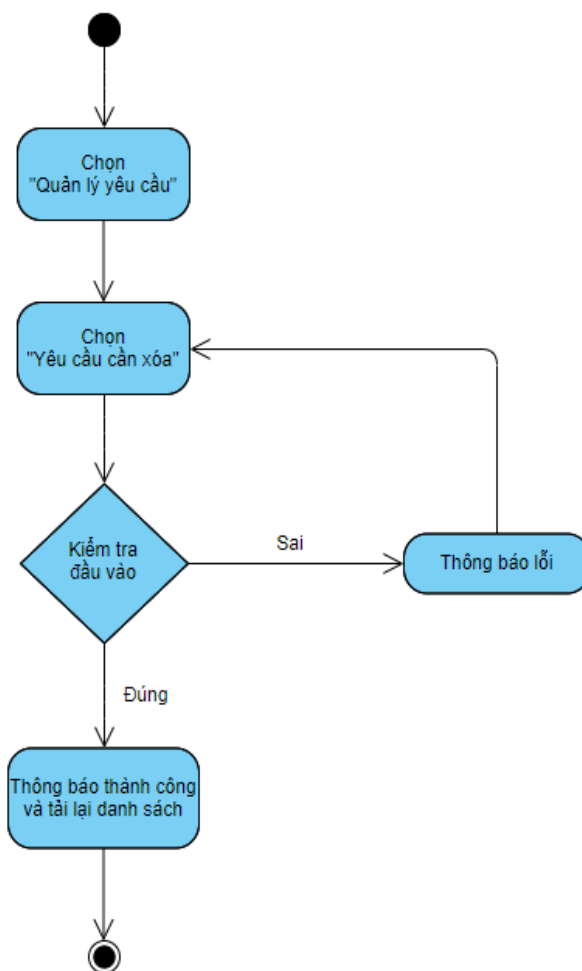 Chọn
"Quản lý yêu cầu"
Chọn
"Yêu cầu cần xóa"
Kiểm tra
đầu vào
Sai
Thông báo lỗi
Đúng
Thông báo thành công
và tải lại danh sách